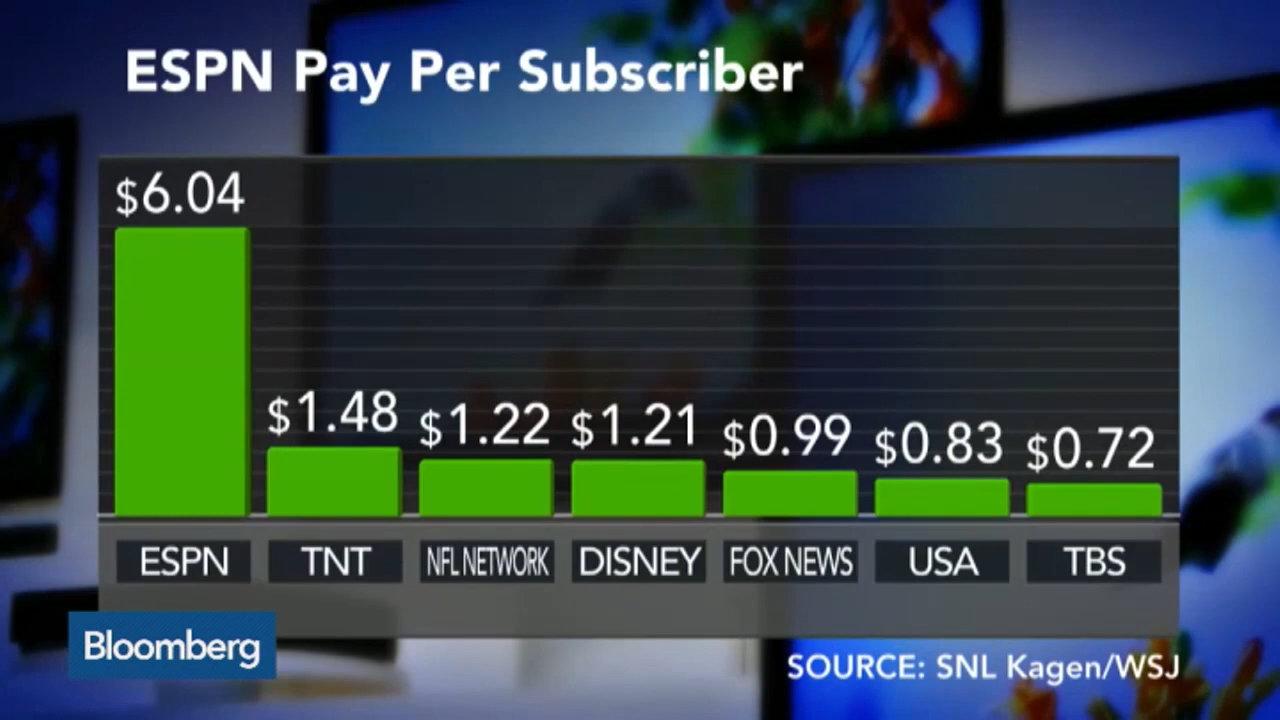 ESPN Pay Per Subscriber
$6.04
$1.48
$1.22
$1.21
$0.99
$0.83
$0.72
ESPN
TNT
NFL NETWORK
DISNEY
FOX NEWS
USA
TBS
Bloomberg
SOURCE: SNL Kagen/WSJ